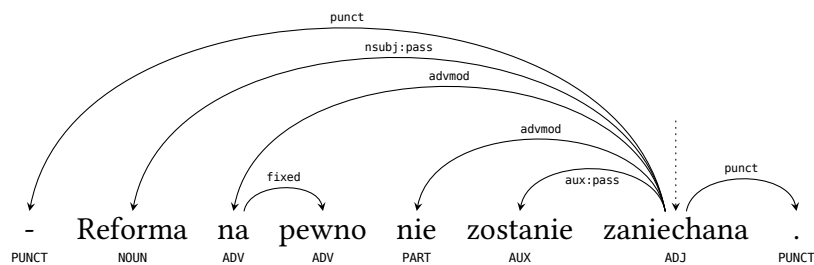 punct
nsubj:pass
advmod
advmod
fixed aux:pass punct
- Reforma na pewno nie zostanie zaniechana .
PUNCT NOUN ADV ADV PART AUX ADJ PUNCT